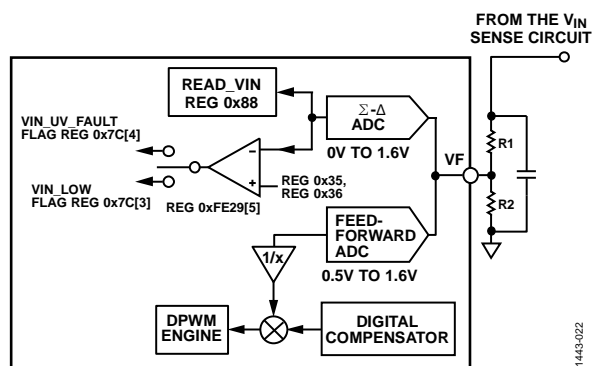 FROM THE VIN
SENSE CIRCUIT
READ_VIN
REG 0x88
Σ-Δ
ADC
0V TO 1.6V
VIN_UV_FAULT
FLAG REG 0x7C[4]
VIN_LOW
FLAG REG 0x7C[3]
–
+
REG 0x35,
REG 0x36
REG 0xFE29[5]
VF
R1
R2
FEED-
FORWARD
ADC
0.5V TO 1.6V
1/x
DPWM
ENGINE
DIGITAL
COMPENSATOR
1443-022